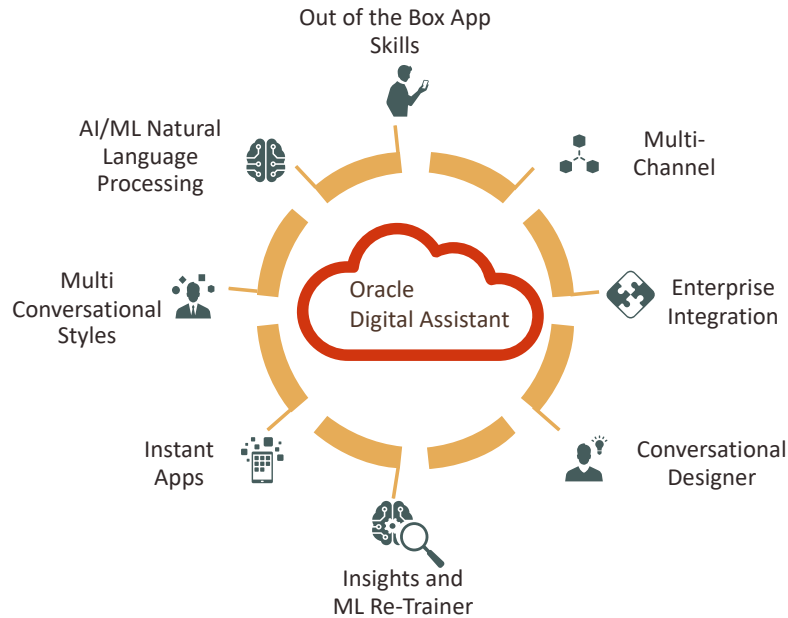 Out of the Box App
Skills
AI/ML Natural
Language
Processing
Multi-
Channel
Multi
Conversational
Styles
Oracle
Digital Assistant
Enterprise
Integration
Instant
Apps
Conversational
Designer
Insights and
ML Re-Trainer